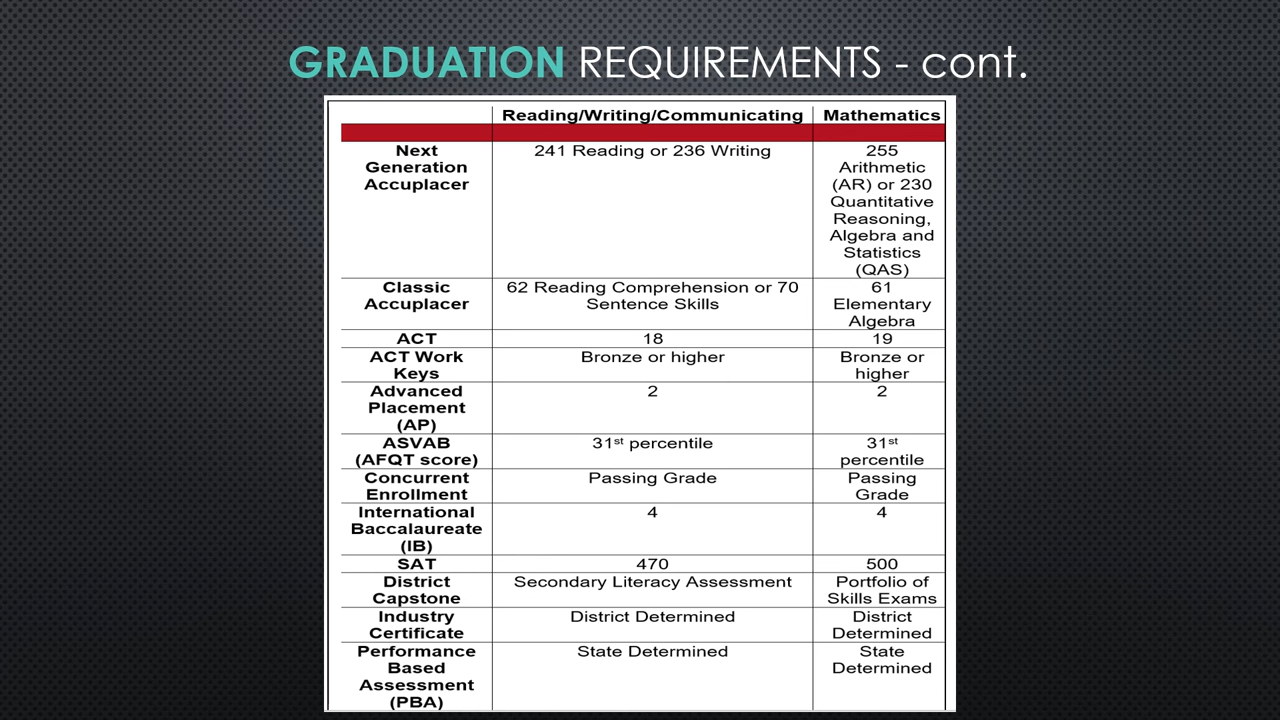 GRADUATION REQUIREMENTS - cont.
Reading/Writing/Communicating Mathematics
Next Generation Accuplacer 241 Reading or 236 Writing 255 Arithmetic (AR) or 230 Quantitative Reasoning, Algebra and Statistics (QAS)
Classic Accuplacer 62 Reading Comprehension or 70 Sentence Skills 61 Elementary Algebra
ACT 18 19
ACT Work Keys Bronze or higher Bronze or higher
Advanced Placement (AP) 2 2
ASVAB (AFQT score) 31st percentile 31st percentile
Concurrent Enrollment Passing Grade Passing Grade
International Baccalaureate (IB) 4 4
SAT 470 500
District Capstone Secondary Literacy Assessment Portfolio of Skills Exams
Industry Certificate District Determined District Determined
Performance Based Assessment (PBA) State Determined State Determined